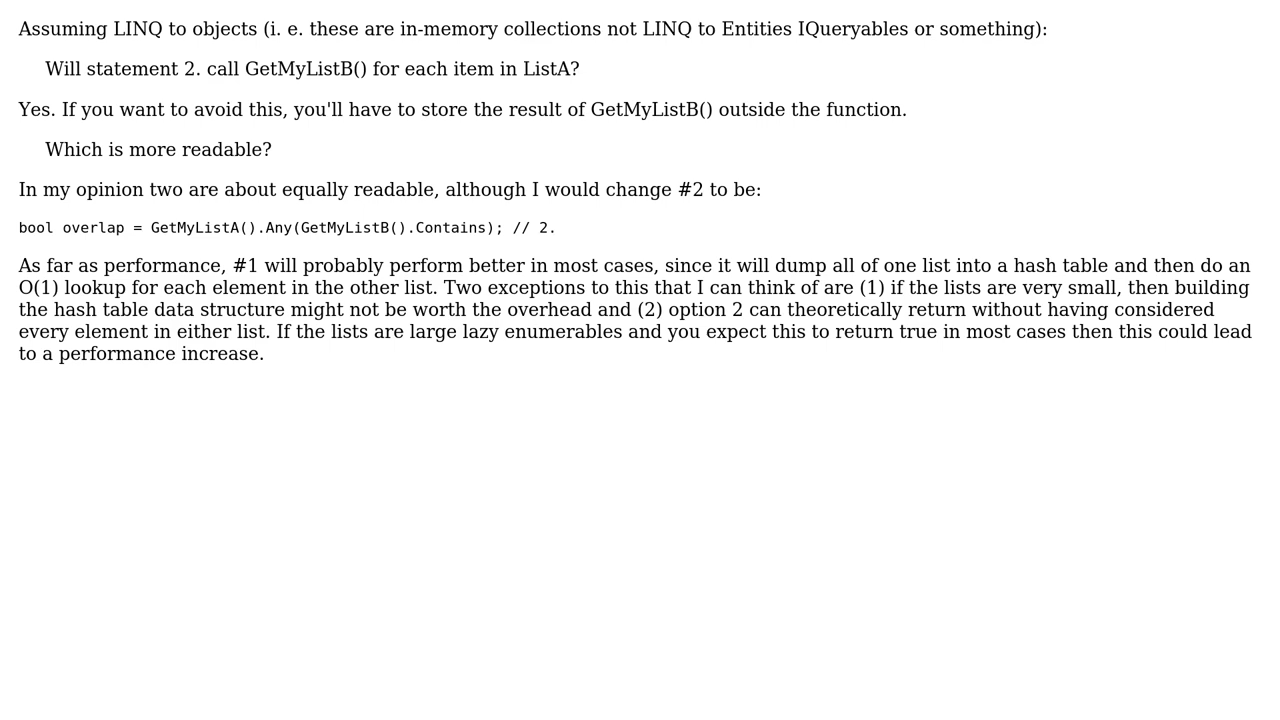 Assuming LINQ to objects (i. e. these are in-memory collections not LINQ to Entities IQueryables or something):
Will statement 2. call GetMyListB() for each item in ListA?
Yes. If you want to avoid this, you'll have to store the result of GetMyListB() outside the function.
Which is more readable?
In my opinion two are about equally readable, although I would change #2 to be:
bool overlap = GetMyListA().Any(GetMyListB().Contains); // 2.
As far as performance, #1 will probably perform better in most cases, since it will dump all of one list into a hash table and then do an
O(1) lookup for each element in the other list. Two exceptions to this that I can think of are (1) if the lists are very small, then building
the hash table data structure might not be worth the overhead and (2) option 2 can theoretically return without having considered
every element in either list. If the lists are large lazy enumerables and you expect this to return true in most cases then this could lead
to a performance increase.